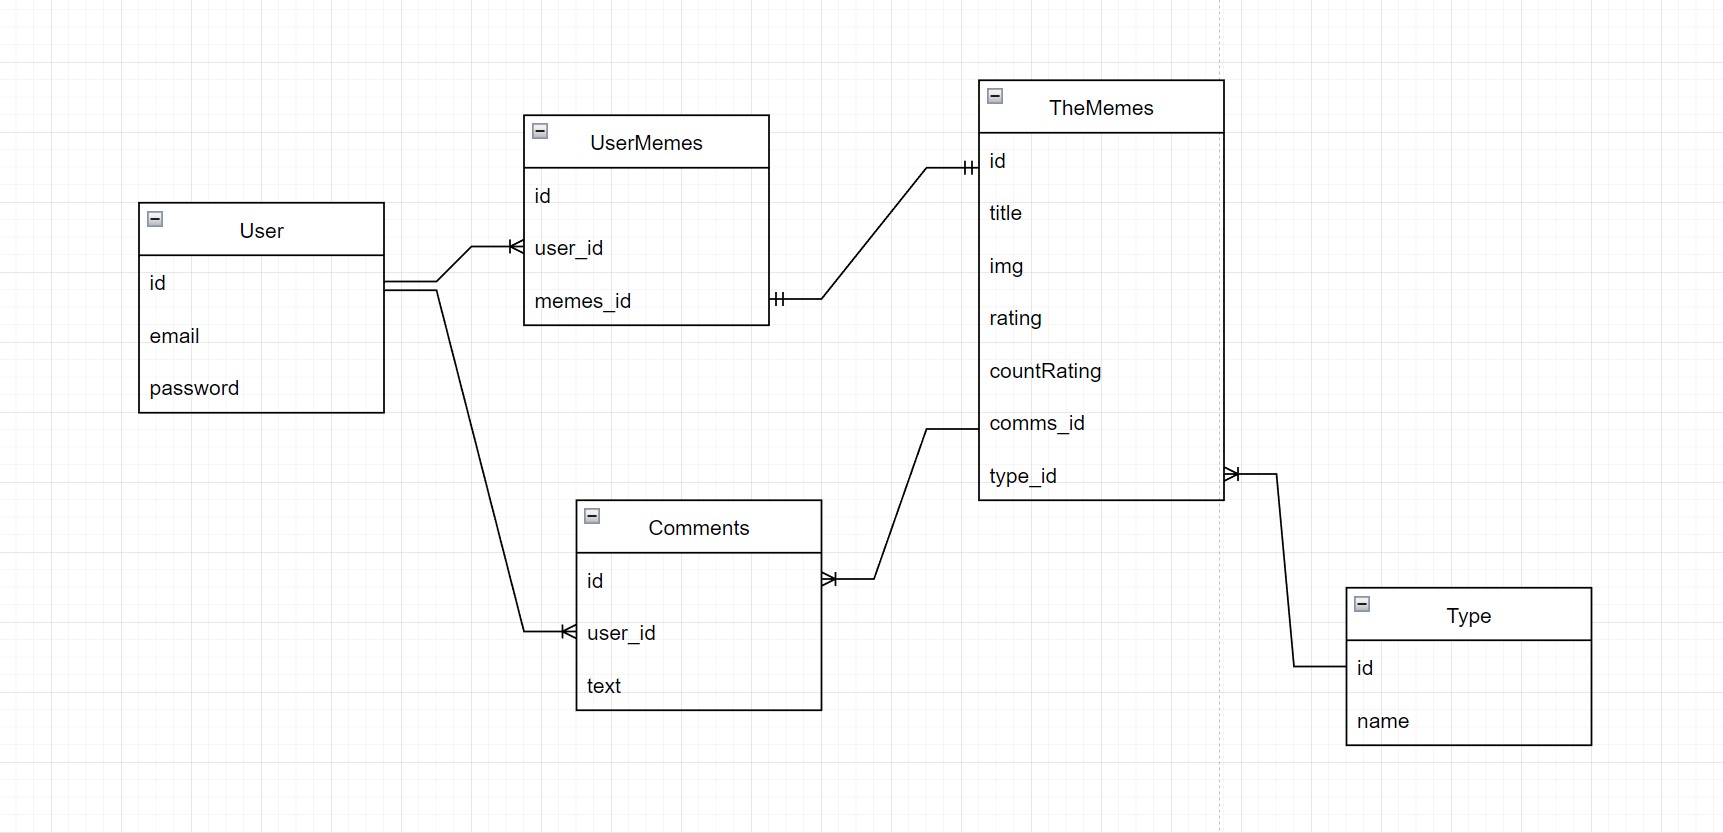 User
id
email
password
UserMemes
id
user_id
memes_id
TheMemes
id
title
img
rating
countRating
comms_id
type_id
Comments
id
user_id
text
Type
id
name